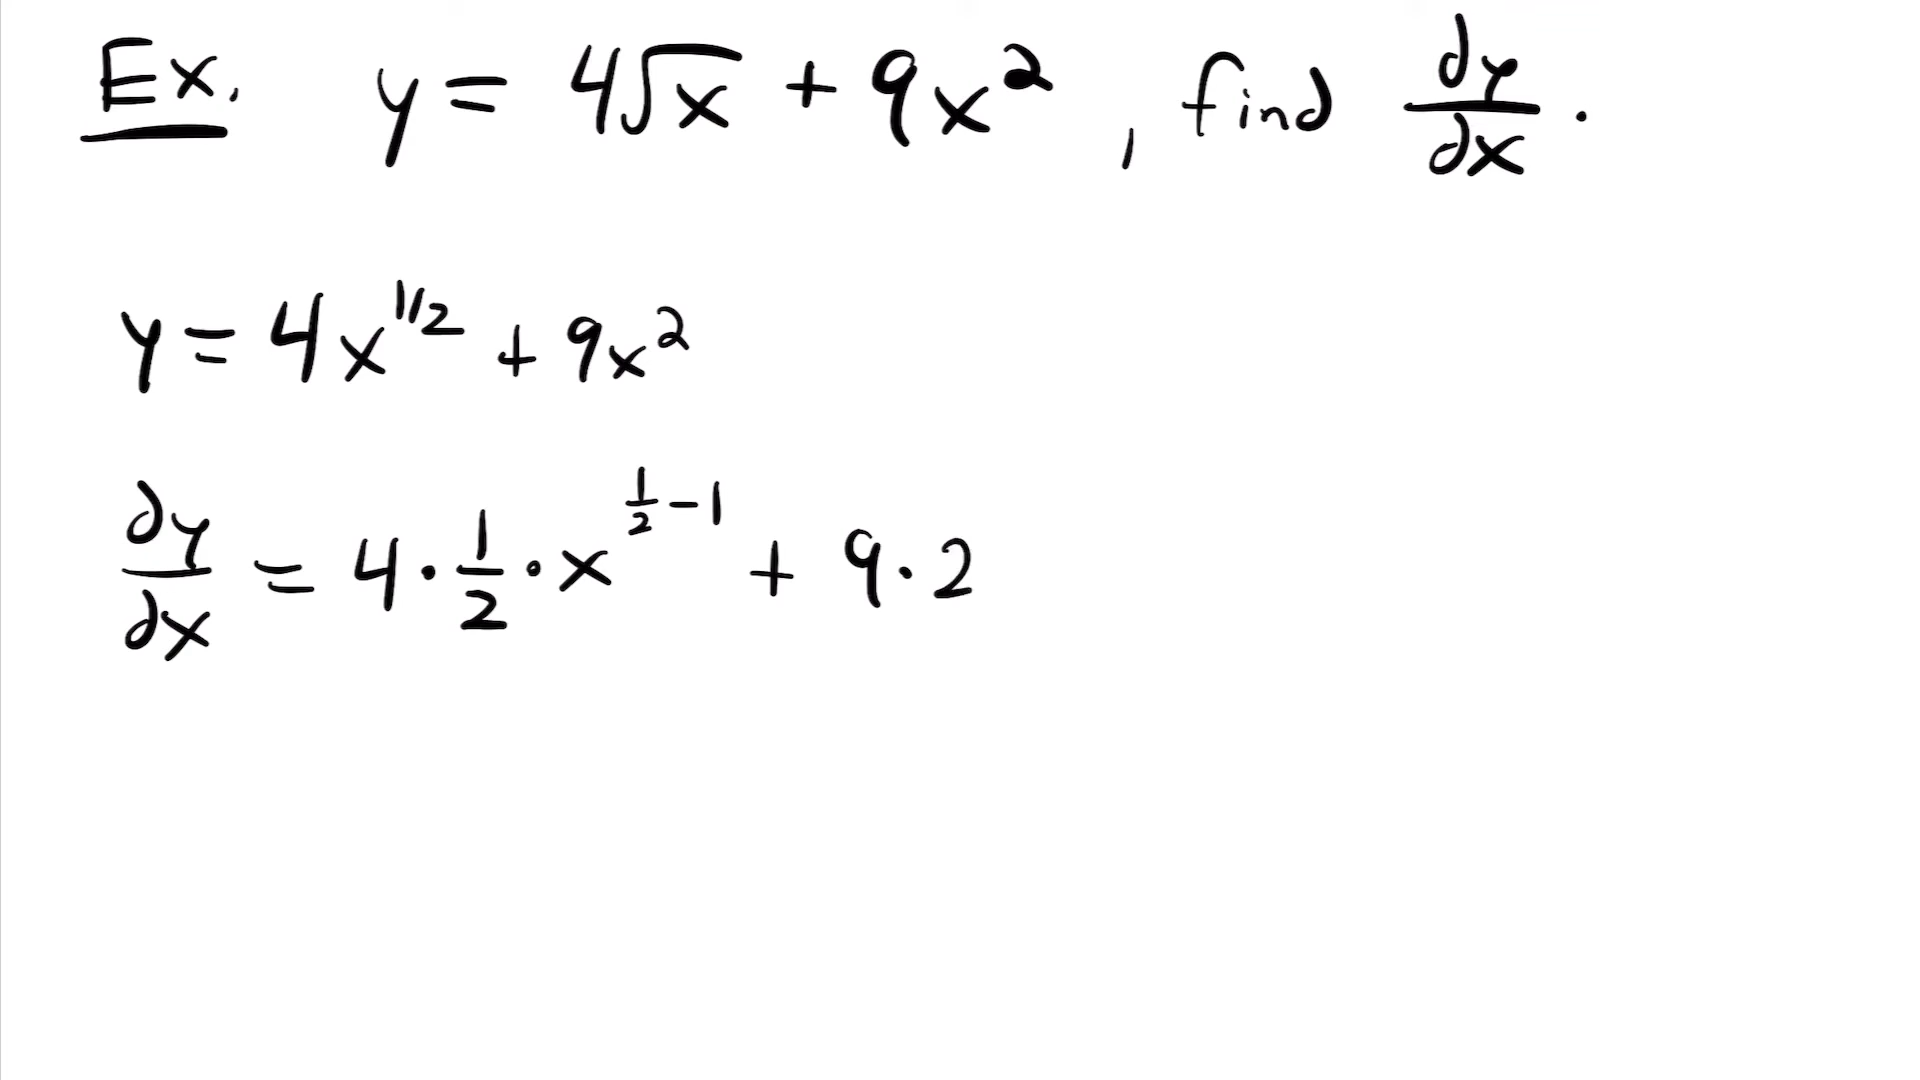 Ex. y = 4√x + 9x², find dy/dx.
y = 4x^1/2 + 9x²
dy/dx = 4 · 1/2 · x^(1/2 - 1) + 9 · 2